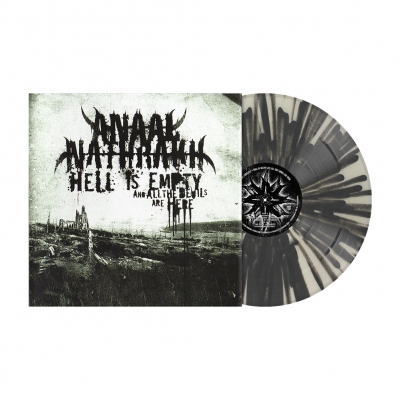 ANAAL
NATHRAKH
HELL IS EMPTY
AND ALL THE DEVILS
ARE HERE